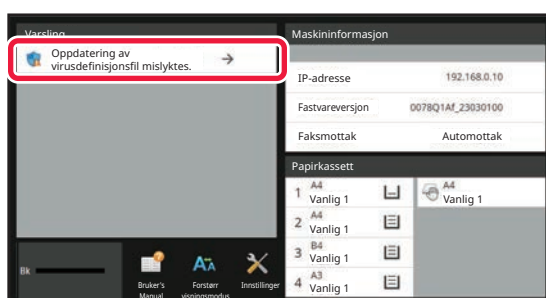 Varsling
Oppdatering av
virusdefinisjonsfil mislyktes.
Maskininformasjon
IP-adresse 192.168.0.10
Fastvareversjon 0078Q1Af_23030100
Faksmottak Automottak
Papirkassett
1 A4
Vanlig 1
A4
Vanlig 1
2 A4
Vanlig 1
3 B4
Vanlig 1
4 A3
Vanlig 1
Bk
Bruker's
Manual
Forstørr
visningsmodus
Innstillinger